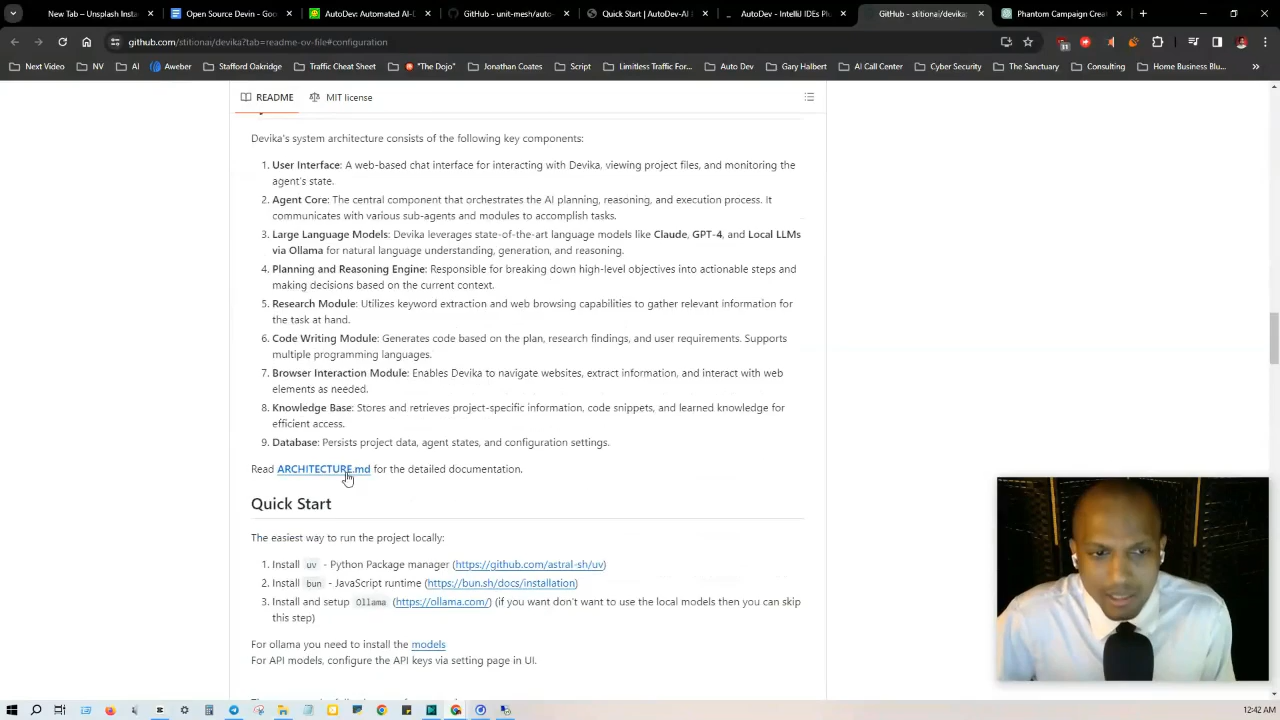 New Tab – Unsplash Insta
Open Source Devin - Goo
AutoDev: Automated AI-D
GitHub - unit-mesh/auto-
Quick Start | AutoDev-AI
AutoDev - IntelliJ IDEs Plu
GitHub - stitionai/devika:
Phantom Campaign Crea
github.com/stitionai/devika?tab=readme-ov-file#configuration
Next Video
NV
AI
Aweber
Stafford Oakridge
Traffic Cheat Sheet
"The Dojo"
Jonathan Coates
Script
Limitless Traffic For...
Auto Dev
Gary Halbert
AI Call Center
Cyber Security
The Sanctuary
Consulting
Home Business Blu...
README
MIT license
Devika's system architecture consists of the following key components:
1. User Interface: A web-based chat interface for interacting with Devika, viewing project files, and monitoring the
agent's state.
2. Agent Core: The central component that orchestrates the AI planning, reasoning, and execution process. It
communicates with various sub-agents and modules to accomplish tasks.
3. Large Language Models: Devika leverages state-of-the-art language models like Claude, GPT-4, and Local LLMs
via Ollama for natural language understanding, generation, and reasoning.
4. Planning and Reasoning Engine: Responsible for breaking down high-level objectives into actionable steps and
making decisions based on the current context.
5. Research Module: Utilizes keyword extraction and web browsing capabilities to gather relevant information for
the task at hand.
6. Code Writing Module: Generates code based on the plan, research findings, and user requirements. Supports
multiple programming languages.
7. Browser Interaction Module: Enables Devika to navigate websites, extract information, and interact with web
elements as needed.
8. Knowledge Base: Stores and retrieves project-specific information, code snippets, and learned knowledge for
efficient access.
9. Database: Persists project data, agent states, and configuration settings.
Read ARCHITECTURE.md for the detailed documentation.
Quick Start
The easiest way to run the project locally:
1. Install uv - Python Package manager (https://github.com/astral-sh/uv)
2. Install bun - JavaScript runtime (https://bun.sh/docs/installation)
3. Install and setup Ollama (https://ollama.com/) (if you want don't want to use the local models then you can skip
this step)
For ollama you need to install the models
For API models, configure the API keys via setting page in UI.
12:42 AM